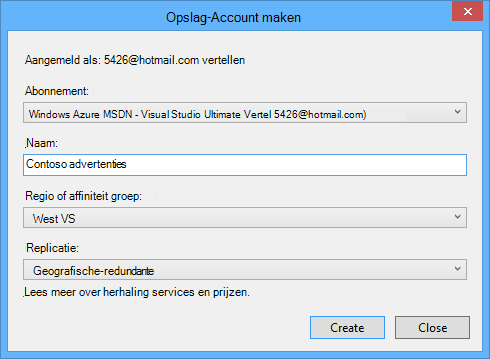 Opslag-Account maken
Aangemeld als: 5426@hotmail.com vertellen
Abonnement:
Windows Azure MSDN - Visual Studio Ultimate Vertel 5426@hotmail.com)
Naam:
Contoso advertenties
Regio of affiniteit groep:
West VS
Replicatie:
Geografische-redundante
Lees meer over herhaling services en prijzen.
Create
Close